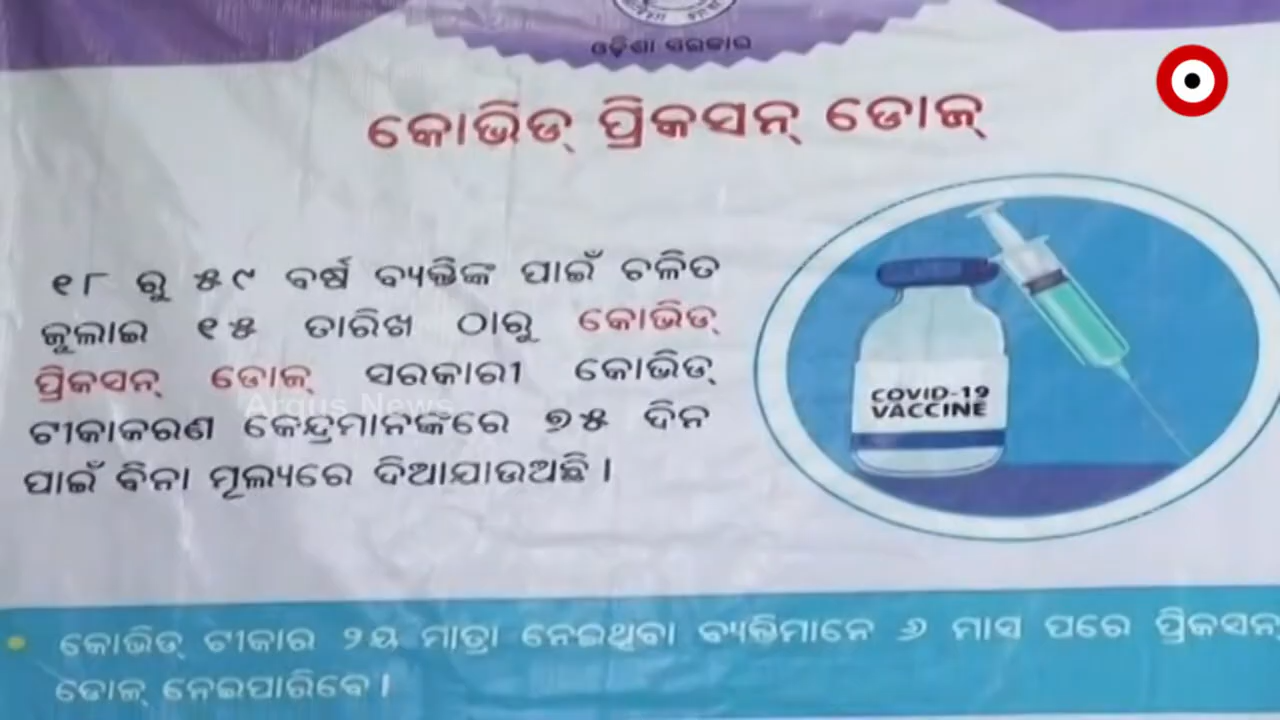 ଓଡ଼ିଶା ସରକାର
କୋଭିଡ୍ ପ୍ରିକସନ୍ ଡୋଜ୍
୧୮ ରୁ ୫୯ ବର୍ଷ ବ୍ୟକ୍ତିଙ୍କ ପାଇଁ ଚଳିତ
ଜୁଲାଇ ୧୫ ତାରିଖ ଠାରୁ କୋଭିଡ୍
ପ୍ରିକସନ୍ ଡୋଜ୍ ସରକାରୀ କୋଭିଡ୍
ଟୀକାକରଣ କେନ୍ଦ୍ରମାନଙ୍କରେ ୭୫ ଦିନ
ପାଇଁ ବିନା ମୂଲ୍ୟରେ ଦିଆଯାଉଅଛି।
Argus News
COVID-19
VACCINE
କୋଭିଡ୍ ଟୀକାର ୨ୟ ମାତ୍ରା ନେଇଥିବା ବ୍ୟକ୍ତିମାନେ ୬ ମାସ ପରେ ପ୍ରିକସନ୍
ଡୋଜ୍ ନେଇପାରିବେ।